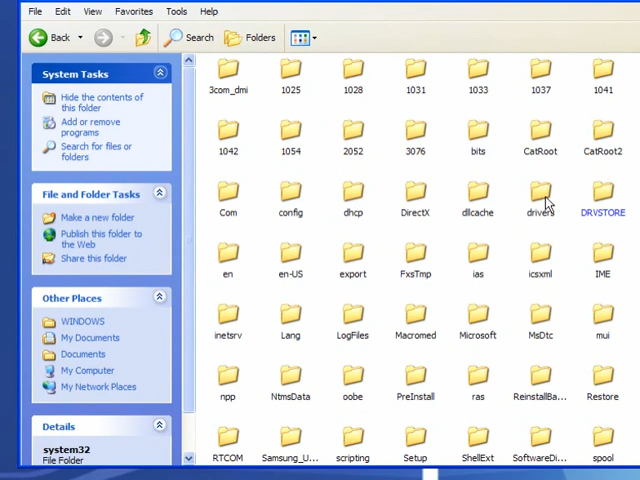 File Edit View Favorites Tools Help
Back Search Folders
System Tasks
Hide the contents of
this folder
Add or remove
programs
Search for files or
folders
File and Folder Tasks
Make a new folder
Publish this folder to
the Web
Share this folder
Other Places
WINDOWS
My Documents
Documents
My Computer
My Network Places
Details
system32
File Folder
3com_dmi 1025 1028 1031 1033 1037 1041
1042 1054 2052 3076 bits CatRoot CatRoot2
Com config dhcp DirectX dllcache drivers DRVSTORE
en en-US export FxsTmp ias icsxml IME
inetsrv Lang LogFiles Macromed Microsoft MsDtc mui
npp NtmsData oobe PreInstall ras ReinstallBa... Restore
RTCOM Samsung_U... scripting Setup ShellExt SoftwareDi... spool